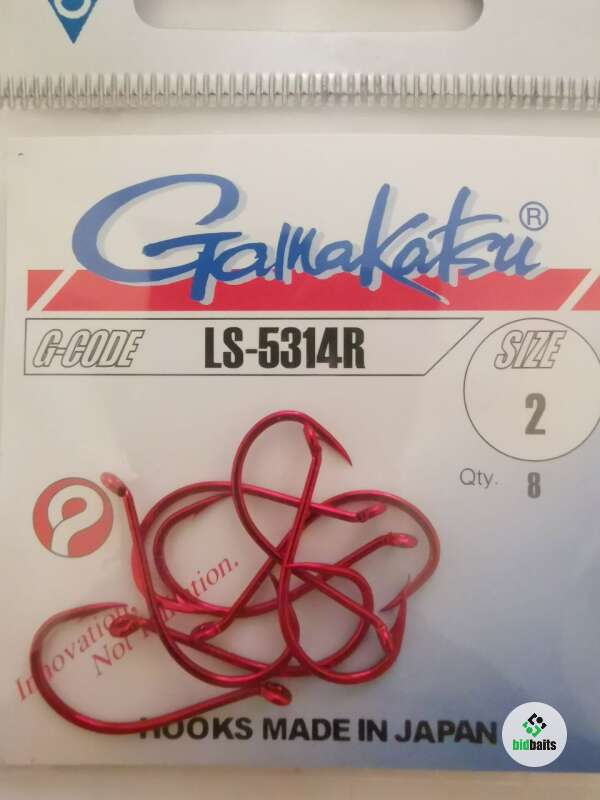 Gamakatsu®
G-CODE LS-5314R
SIZE
2
Qty. 8
Innovation,
Not Imitation.
HOOKS MADE IN JAPAN
bidbaits